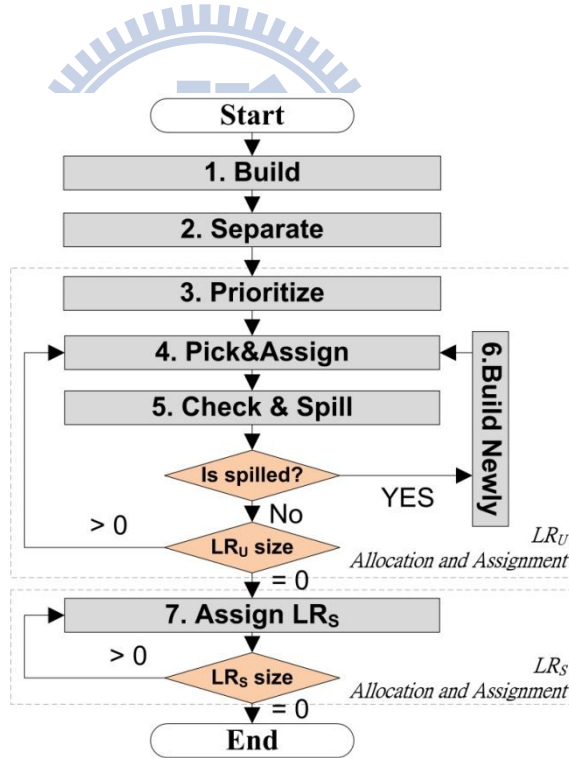 Start
1. Build
2. Separate
3. Prioritize
4. Pick&Assign
5. Check & Spill
6.Build Newly
Is spilled?
YES
No
> 0
LRU size
LRU
Allocation and Assignment
= 0
7. Assign LRS
> 0
LRS size
LRS
Allocation and Assignment
= 0
End